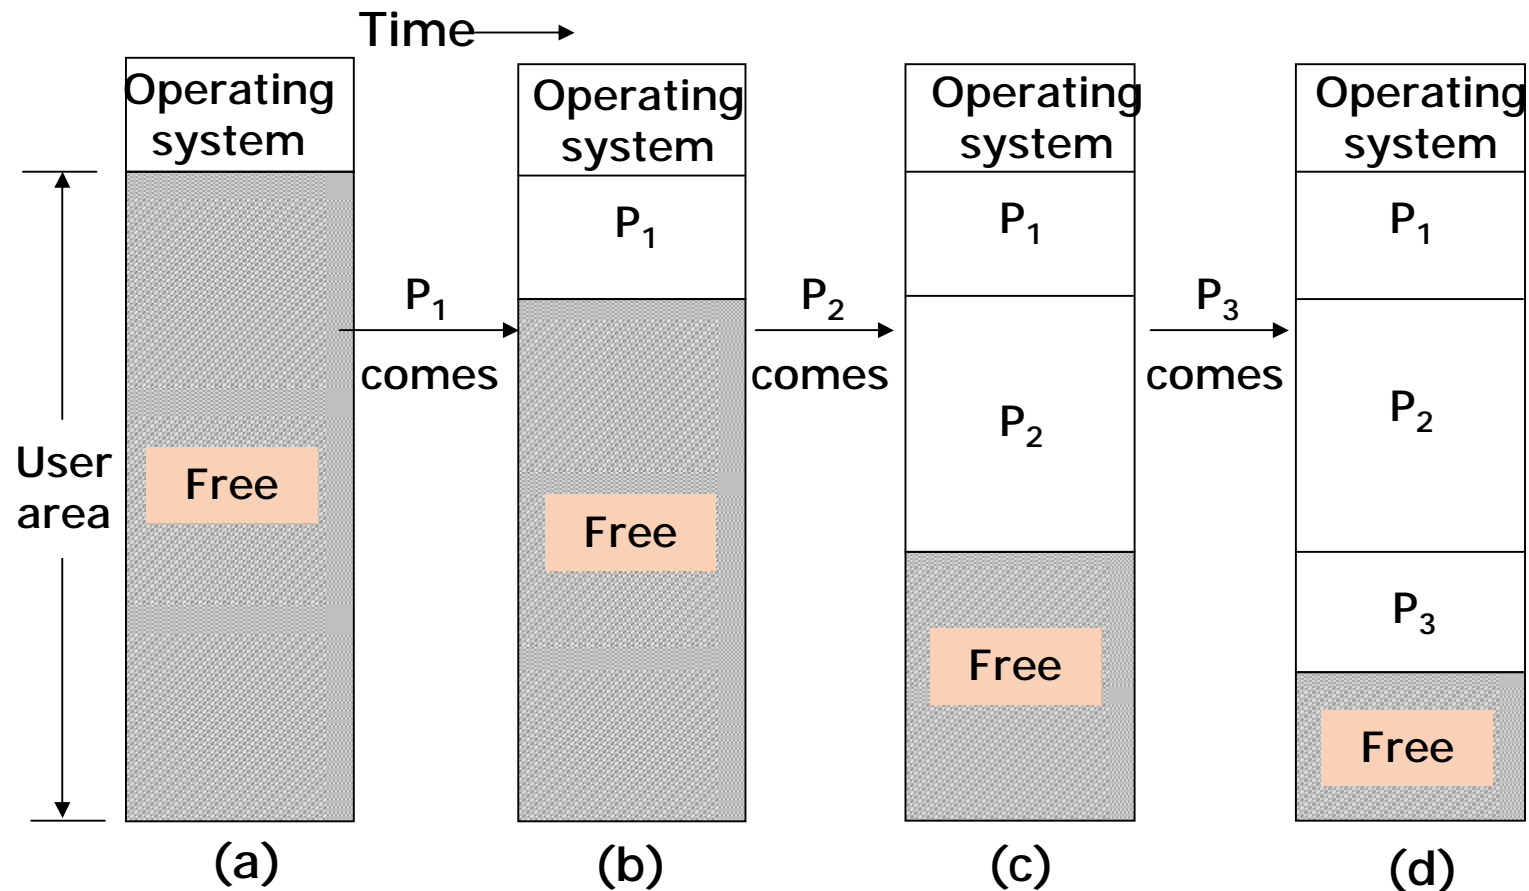 Time
Operating
system
Operating
system
Operating
system
Operating
system
P₁
P₁
P₁
P₁
comes
P₂
comes
P₃
comes
P₂
P₂
User
area
Free
Free
Free
P₃
Free
(a)
(b)
(c)
(d)